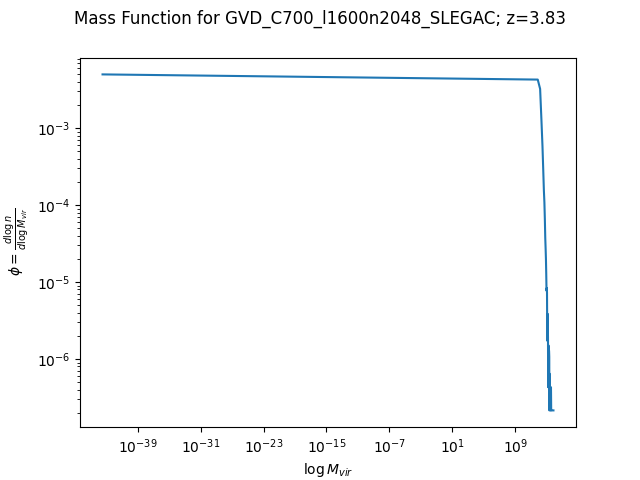 Mass Function for GVD_C700_l1600n2048_SLEGAC; z=3.83
10⁻³
10⁻⁴
10⁻⁵
10⁻⁶
ϕ = d log n / d log M_vir
10⁻³⁹ 10⁻³¹ 10⁻²³ 10⁻¹⁵ 10⁻⁷ 10¹ 10⁹
log M_vir